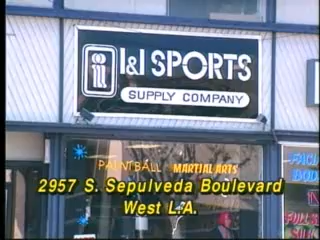 I&I SPORTS
SUPPLY COMPANY
PAINTBALL MARTIAL ARTS
2957 S. Sepulveda Boulevard
West L.A.